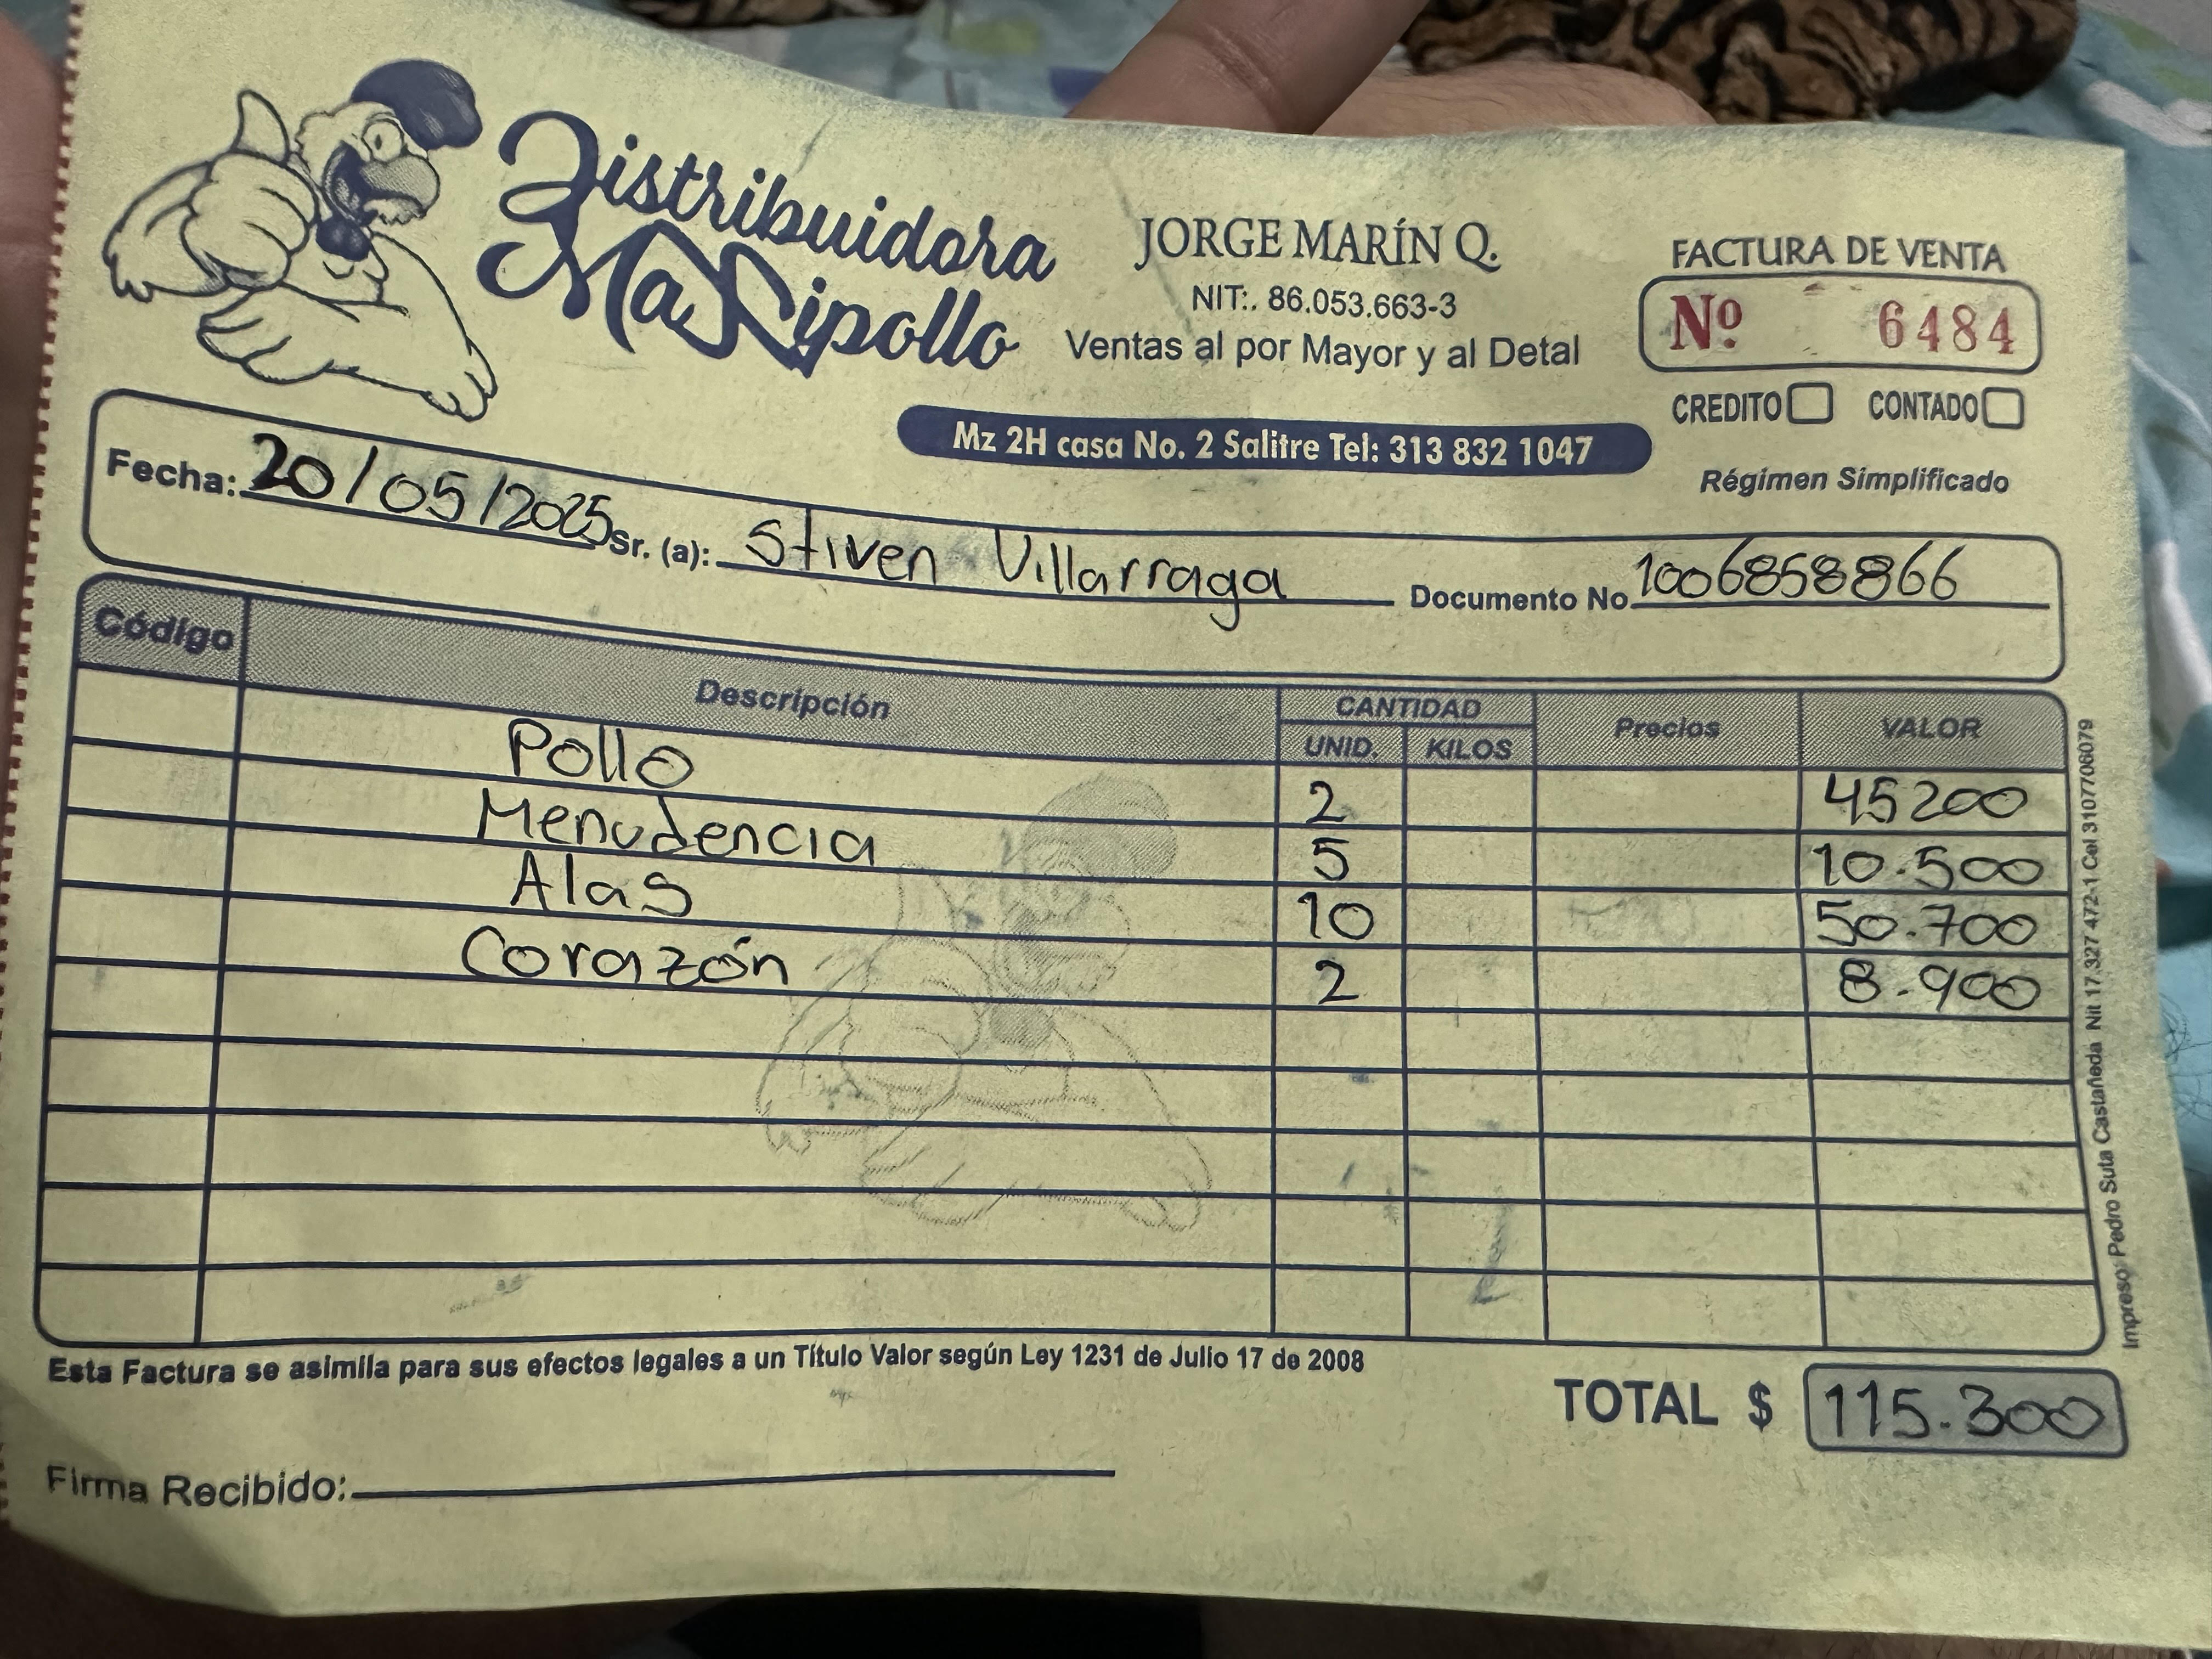 Distribuidora
MaXipollo
JORGE MARÍN Q.
NIT:. 86.053.663-3
Ventas al por Mayor y al Detal
Mz 2H casa No. 2 Salitre Tel: 313 832 1047
FACTURA DE VENTA
Nº 6484
CREDITO CONTADO
Régimen Simplificado
Fecha: 20/05/2025 Sr. (a): Stiven Villarraga Documento No. 1006858866
Código Descripción CANTIDAD Precios VALOR
UNID. KILOS
Pollo 2 45200
Menudencia 5 10.500
Alas 10 50.700
Corazón 2 8.900
Esta Factura se asimila para sus efectos legales a un Título Valor según Ley 1231 de Julio 17 de 2008
TOTAL $ 115.300
Firma Recibido:
Impreso: Pedro Suta Castañeda Nit 17.327 472-1 Cel 3107706079